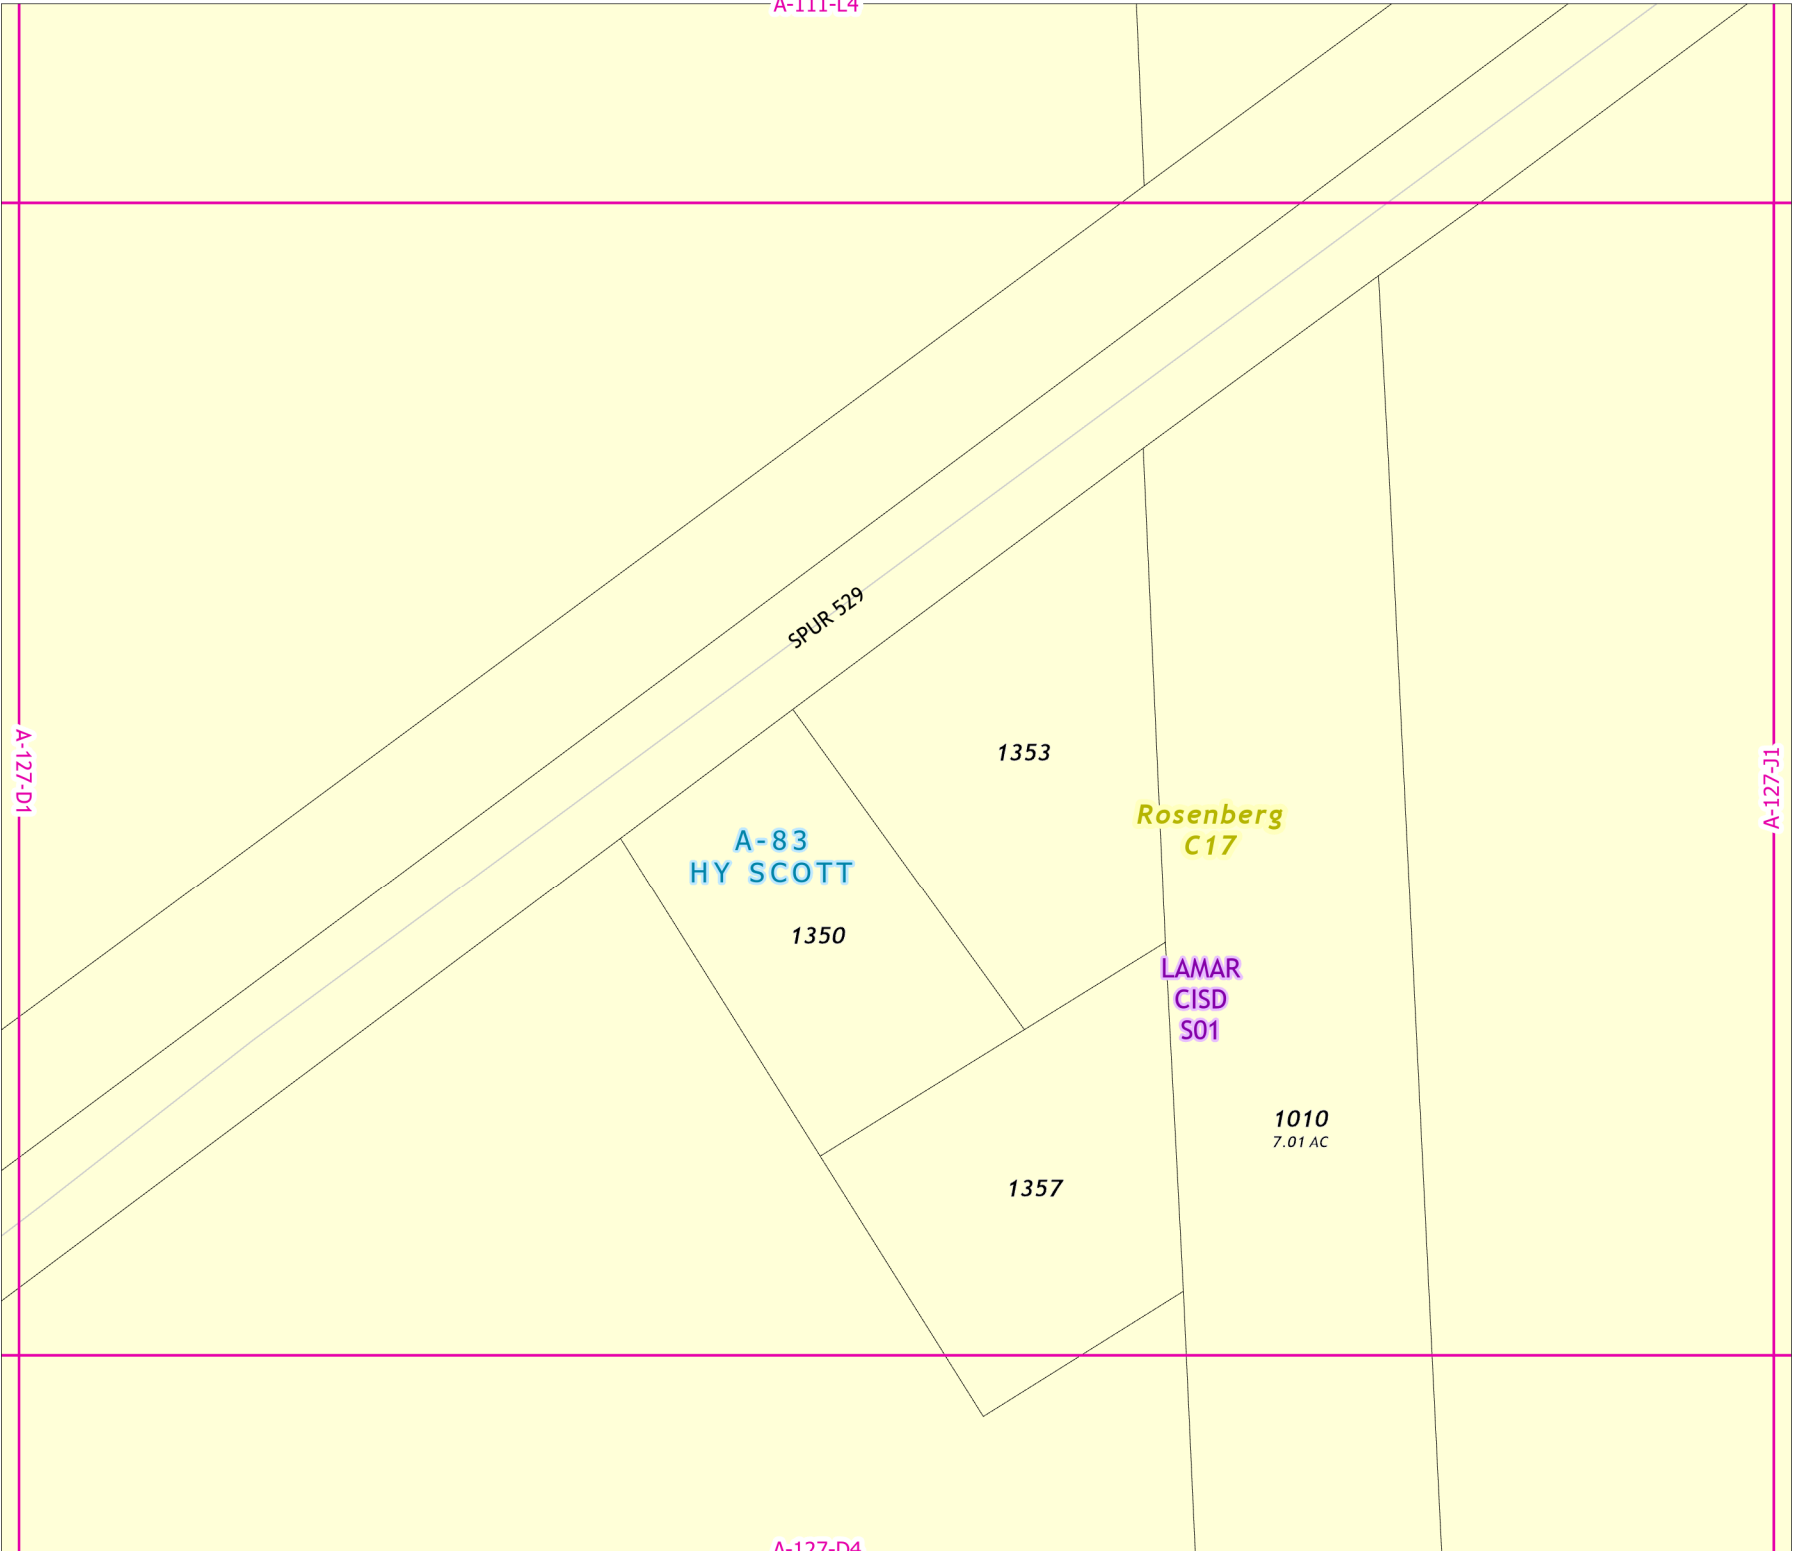 A-111-L4
SPUR 529
A-127-D1
1353
A-127-J1
Rosenberg
C17
A-83
HY SCOTT
1350
LAMAR
CISD
S01
1010
7.01 AC
1357
A-127-D4